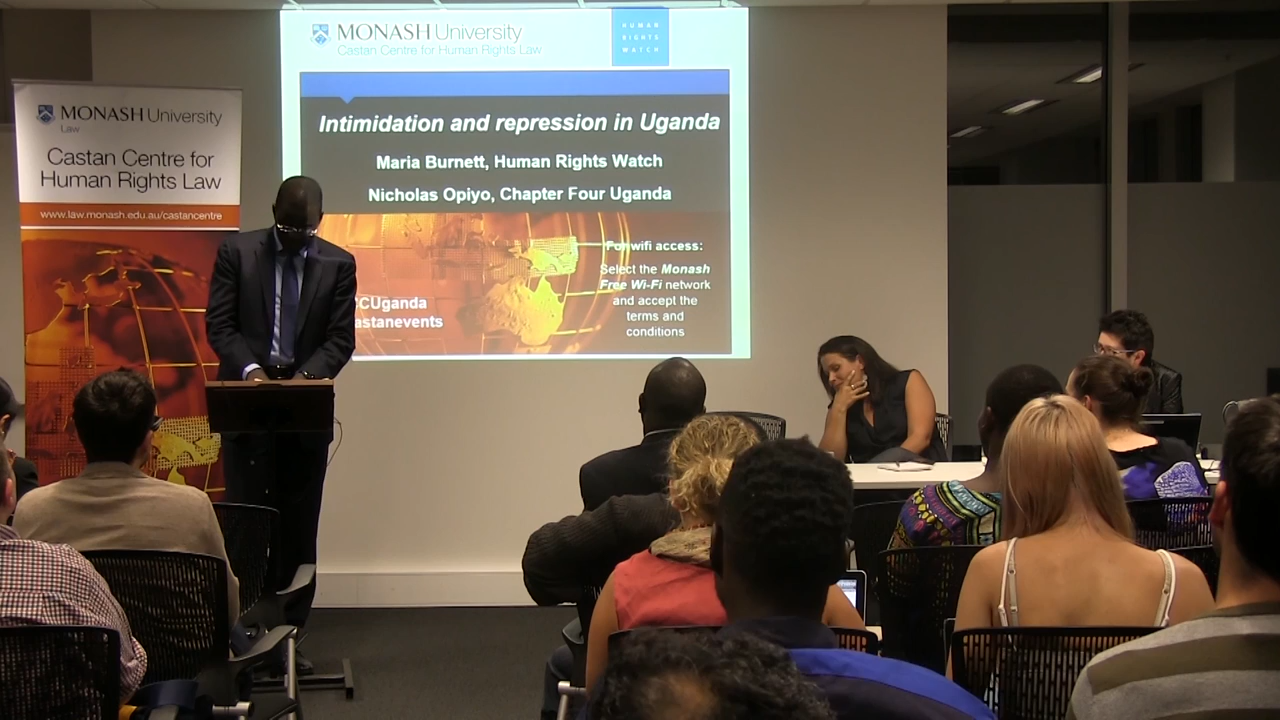 MONASH University
Law
Castan Centre for
Human Rights Law
www.law.monash.edu.au/castancentre
MONASH University
Castan Centre for Human Rights Law
HUMAN
RIGHTS
WATCH
Intimidation and repression in Uganda
Maria Burnett, Human Rights Watch
Nicholas Opiyo, Chapter Four Uganda
For wifi access:
Select the Monash
Free Wi-Fi network
and accept the
terms and
conditions
CUganda
astanevents